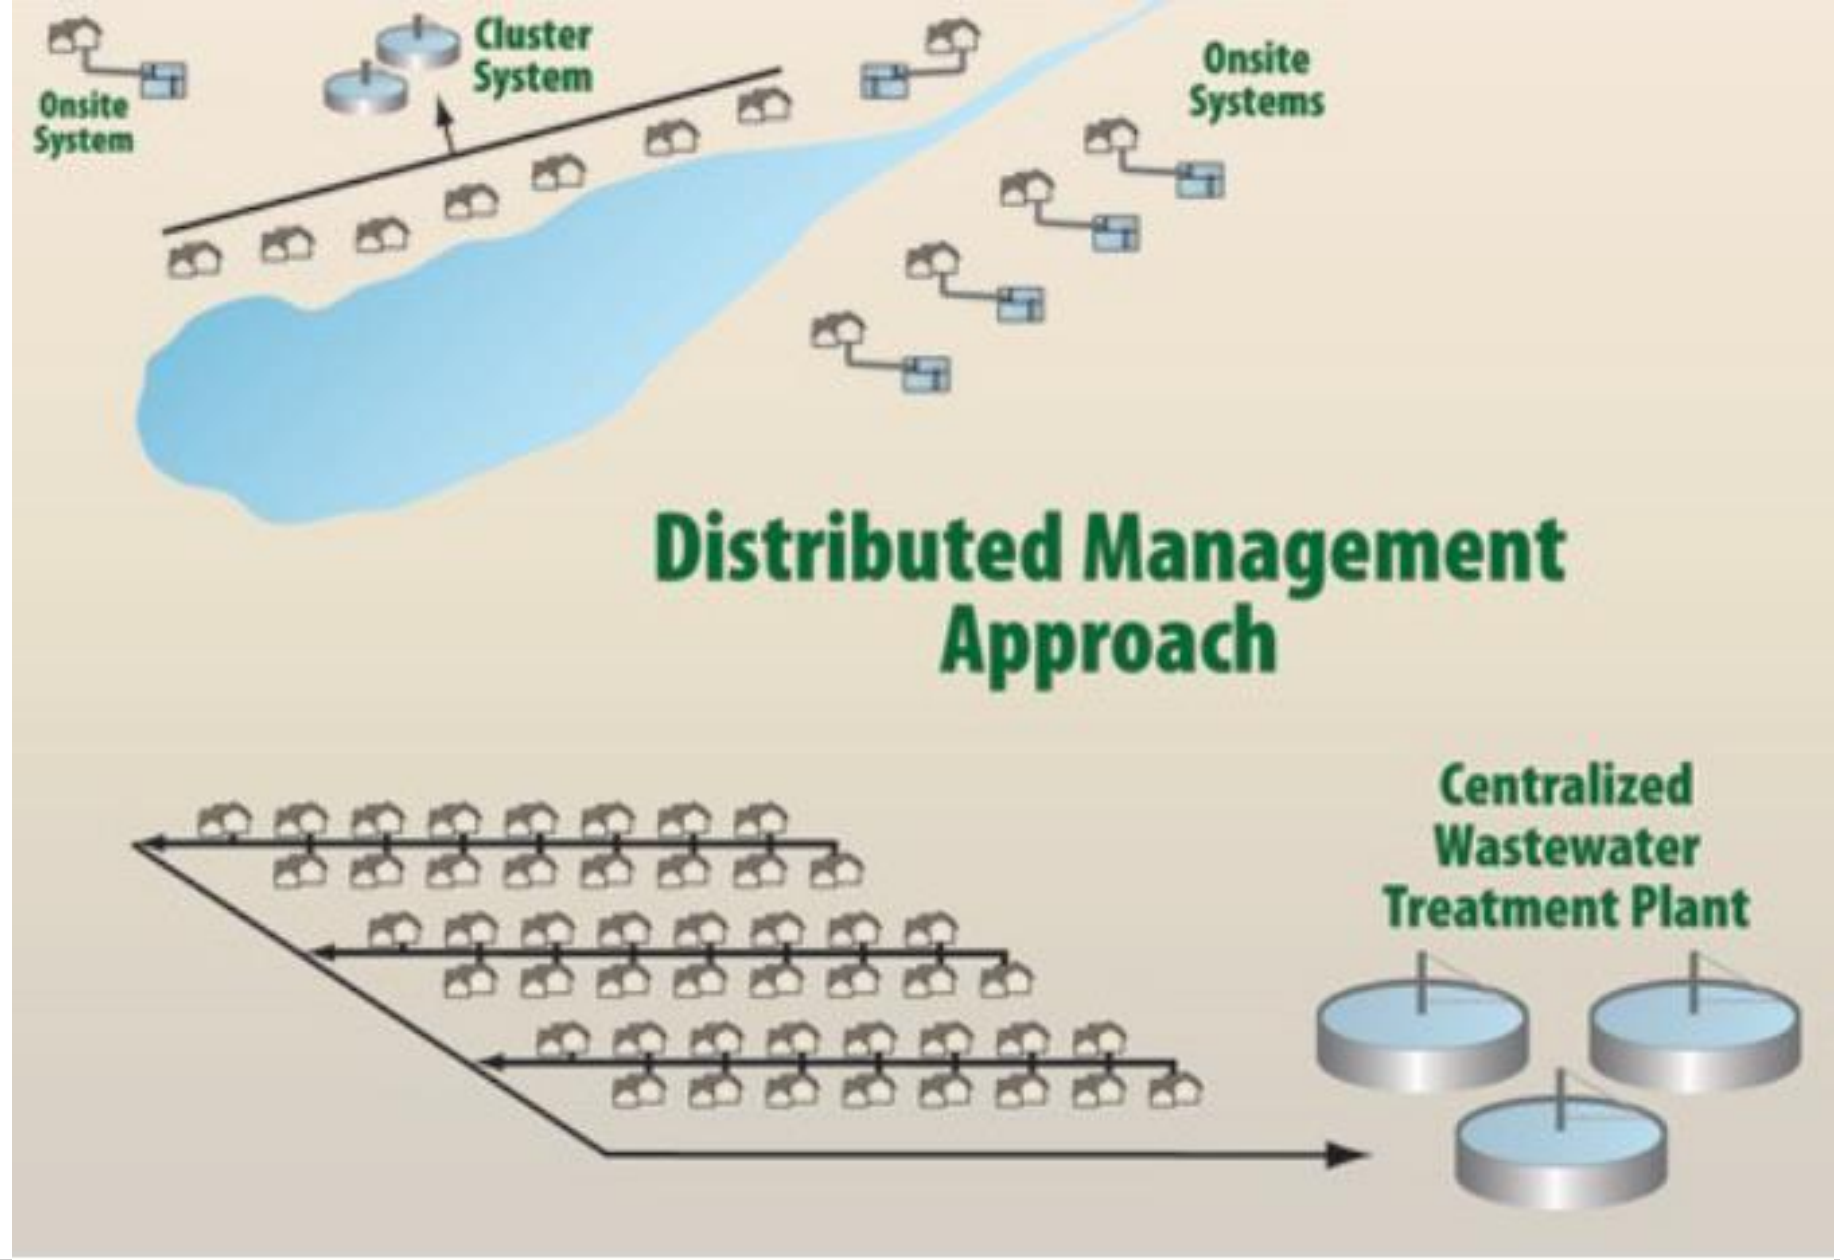 Cluster
System
Onsite
System
Onsite
Systems
Distributed Management
Approach
Centralized
Wastewater
Treatment Plant